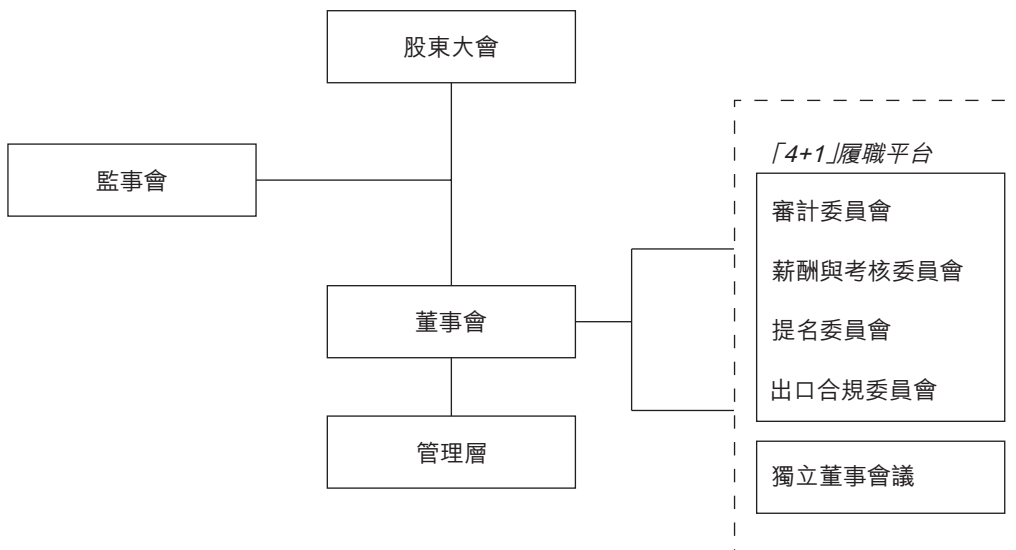 股東大會
「4+1」履職平台
監事會
審計委員會
薪酬與考核委員會
董事會
提名委員會
出口合規委員會
管理層
獨立董事會議